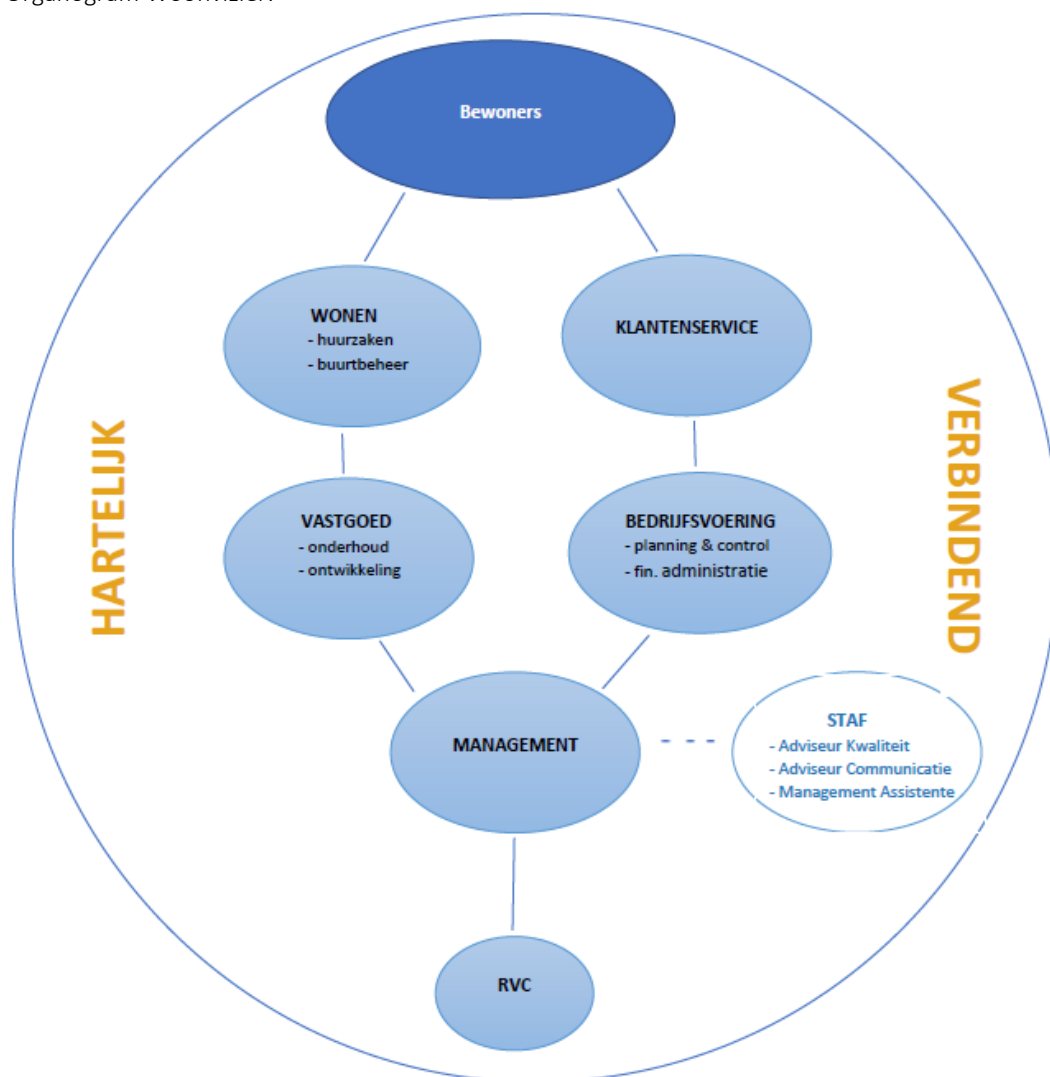 Bewoners
WONEN
- huurzaken
- buurtbeheer
KLANTENSERVICE
HARTELIJK
VERBINDEND
VASTGOED
- onderhoud
- ontwikkeling
BEDRIJFSVOERING
- planning & control
- fin. administratie
MANAGEMENT
STAF
- Adviseur Kwaliteit
- Adviseur Communicatie
- Management Assistente
RVC